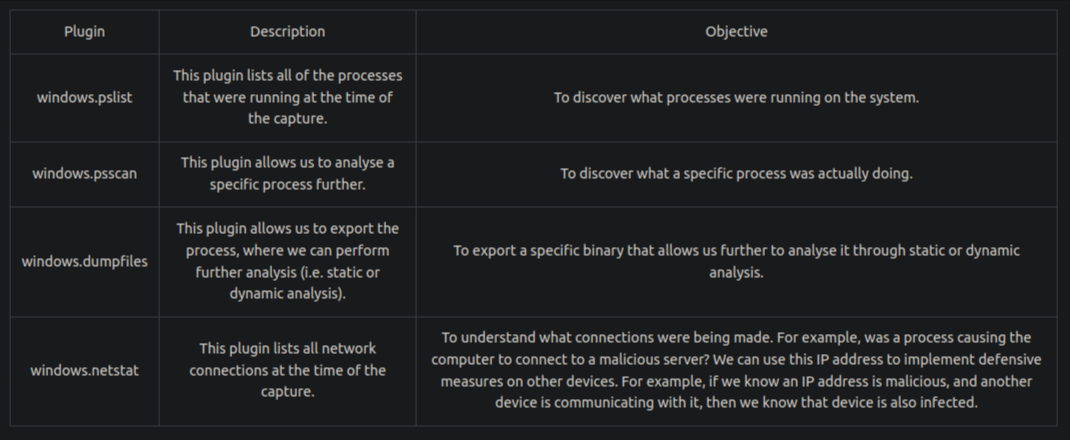 Plugin
Description
Objective
windows.pslist
This plugin lists all of the processes
that were running at the time of
the capture.
To discover what processes were running on the system.
windows.psscan
This plugin allows us to analyse a
specific process further.
To discover what a specific process was actually doing.
windows.dumpfiles
This plugin allows us to export the
process, where we can perform
further analysis (i.e. static or
dynamic analysis).
To export a specific binary that allows us further to analyse it through static or dynamic
analysis.
windows.netstat
This plugin lists all network
connections at the time of the
capture.
To understand what connections were being made. For example, was a process causing the
computer to connect to a malicious server? We can use this IP address to implement defensive
measures on other devices. For example, if we know an IP address is malicious, and another
device is communicating with it, then we know that device is also infected.